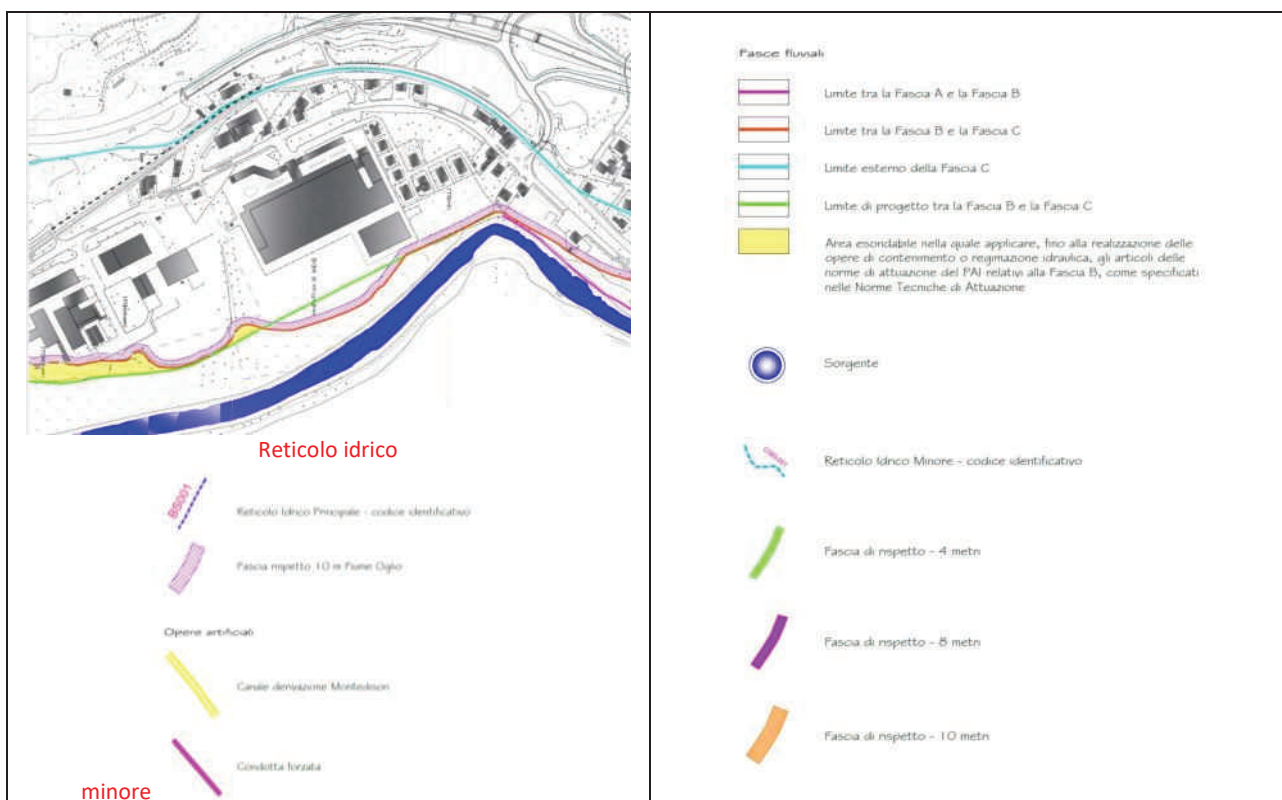 Reticolo idrico
BS001
Reticolo Idrico Principale - codice identificativo
Fascia rispetto 10 m Fiume Oglio
Opere artificiali
Canale derivazione Montedison
Condotta forzata
minore
Fasce fluviali
Limite tra la Fascia A e la Fascia B
Limite tra la Fascia B e la Fascia C
Limite esterno della Fascia C
Limite di progetto tra la Fascia B e la Fascia C
Area esondabile nella quale applicare, fino alla realizzazione delle
opere di contenimento o regimazione idraulica, gli articoli delle
norme di attuazione del PAI relativi alla Fascia B, come specificati
nelle Norme Tecniche di Attuazione
Sorgente
Reticolo Idrico Minore - codice identificativo
Fascia di rispetto - 4 metri
Fascia di rispetto - 8 metri
Fascia di rispetto - 10 metri